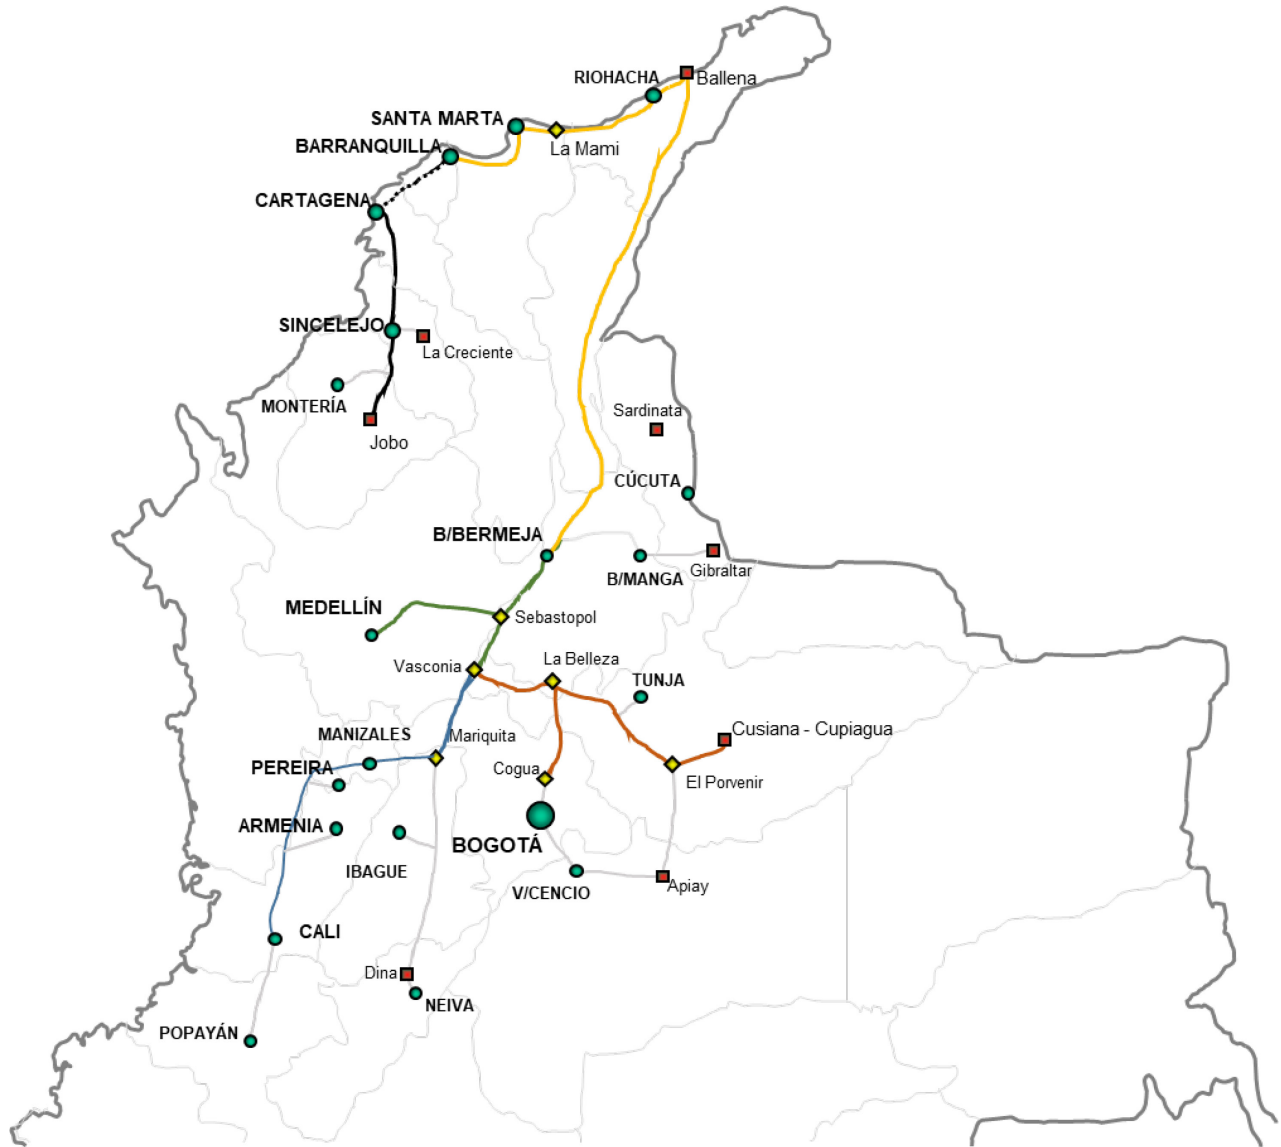 RIOHACHA
Ballena
SANTA MARTA
BARRANQUILLA
La Mami
CARTAGENA
SINCELEJO
La Creciente
MONTERÍA
Jobo
Sardinata
CÚCUTA
B/BERMEJA
B/MANGA
Gibraltar
MEDELLÍN
Sebastopol
Vasconia
La Belleza
TUNJA
MANIZALES
Mariquita
Cusiana - Cupiagua
PEREIRA
Cogua
El Porvenir
ARMENIA
IBAGUE
BOGOTÁ
V/CENCIO
Apiay
CALI
Dina
NEIVA
POPAYÁN